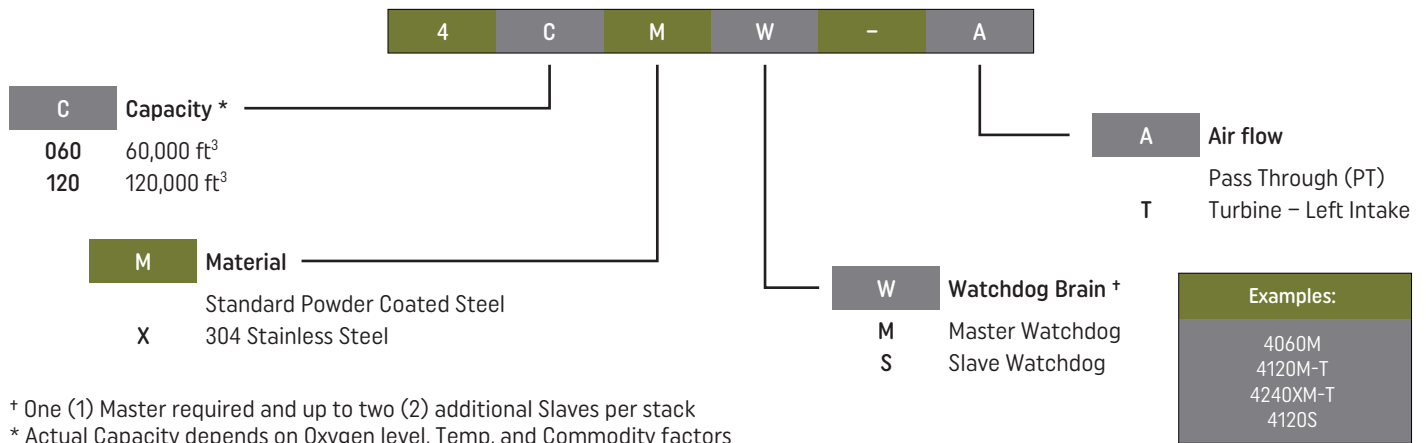 4 C M W – A
C Capacity *
060 60,000 ft³
120 120,000 ft³
A Air flow
Pass Through (PT)
T Turbine – Left Intake
M Material
Standard Powder Coated Steel
X 304 Stainless Steel
W Watchdog Brain †
M Master Watchdog
S Slave Watchdog
Examples:
4060M
4120M-T
4240XM-T
4120S
† One (1) Master required and up to two (2) additional Slaves per stack
* Actual Capacity depends on Oxygen level, Temp, and Commodity factors